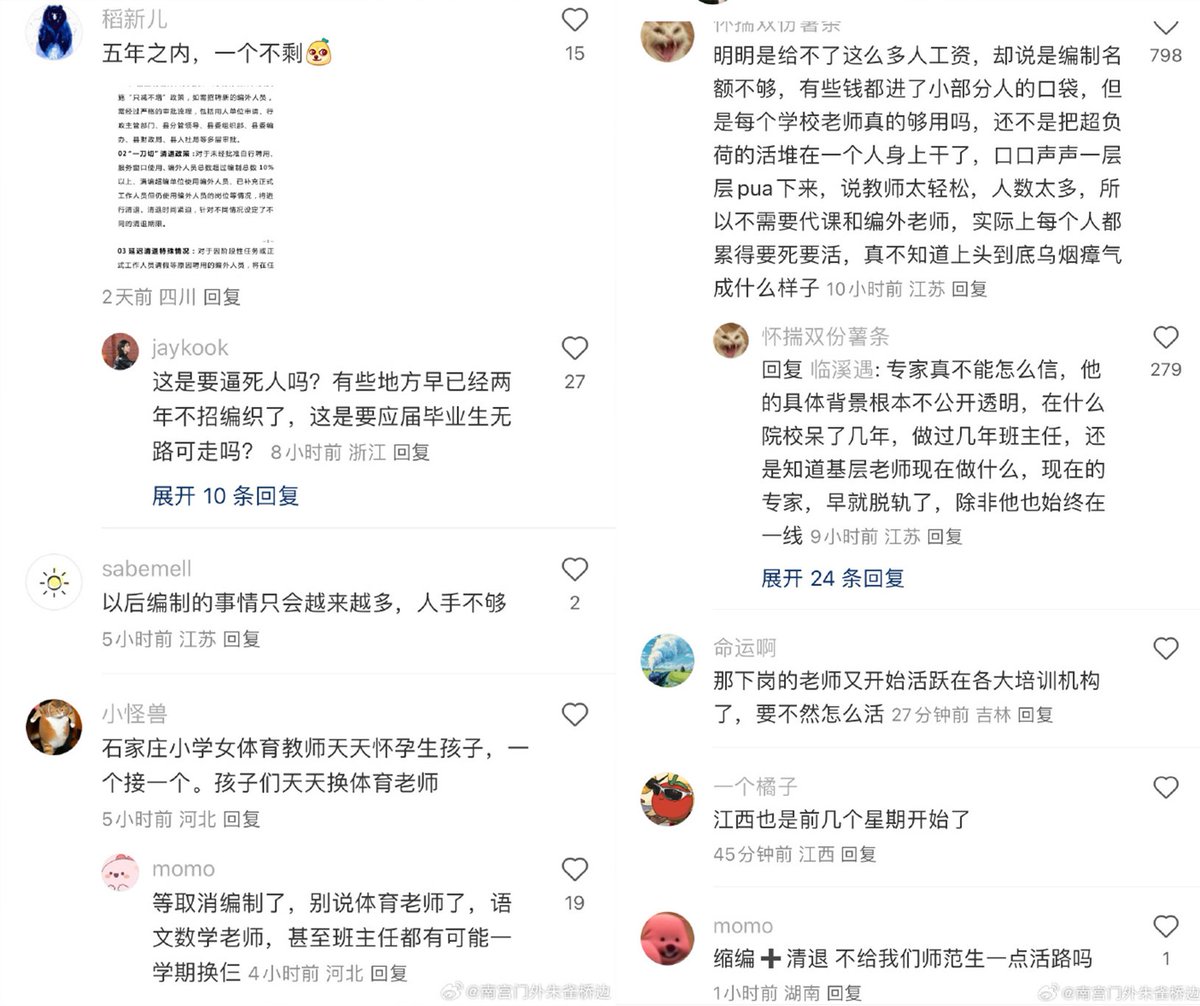 稻新儿
15
五年之内，一个不剩
施“只减不增”政策，如需招聘新的编外人员，
需经过严格的审批流程，包括用人单位申请、行
政主管部门、县分管领导、县委组织部、县委编
办、县财政局、县人社局等多层审批。
02“一刀切”清退政策：对于未经批准自行聘用、
服务窗口使用、编外人员总数超过编制总数 10%
以上、满编超编单位使用编外人员、已补充正式
工作人员但仍使用编外人员的岗位等情况，将进
行清退。清退时间紧迫，针对不同情况设定了不
同的清退期限。
03 延迟清退特殊情况：对于因阶段性任务或正
式工作人员请假等原因聘用的编外人员，将在任
2天前 四川 回复
jaykook
27
这是要逼死人吗？有些地方早已经两
年不招编织了，这是要应届毕业生无
路可走吗？ 8小时前 浙江 回复
展开 10 条回复
sabemell
2
以后编制的事情只会越来越多，人手不够
5小时前 江苏 回复
小怪兽
石家庄小学女体育教师天天怀孕生孩子，一
个接一个。孩子们天天换体育老师
5小时前 河北 回复
momo
19
等取消编制了，别说体育老师了，语
文数学老师，甚至班主任都有可能一
学期换仨 4小时前 河北 回复
@南宫门外朱雀桥边
怀揣双份薯条
798
明明是给不了这么多人工资，却说是编制名
额不够，有些钱都进了小部分人的口袋，但
是每个学校老师真的够用吗，还不是把超负
荷的活堆在一个人身上干了，口口声声一层
层pua下来，说教师太轻松，人数太多，所
以不需要代课和编外老师，实际上每个人都
累得要死要活，真不知道上头到底乌烟瘴气
成什么样子 10小时前 江苏 回复
怀揣双份薯条
279
回复 临溪遇: 专家真不能怎么信，他
的具体背景根本不公开透明，在什么
院校呆了几年，做过几年班主任，还
是知道基层老师现在做什么，现在的
专家，早就脱轨了，除非他也始终在
一线 9小时前 江苏 回复
展开 24 条回复
命运啊
那下岗的老师又开始活跃在各大培训机构
了，要不然怎么活 27分钟前 吉林 回复
一个橘子
江西也是前几个星期开始了
45分钟前 江西 回复
momo
1
缩编➕清退 不给我们师范生一点活路吗
1小时前 湖南 回复
@南宫门外朱雀桥边